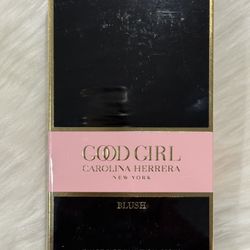 GOOD GIRL
CAROLINA HERRERA
NEW YORK
BLUSH